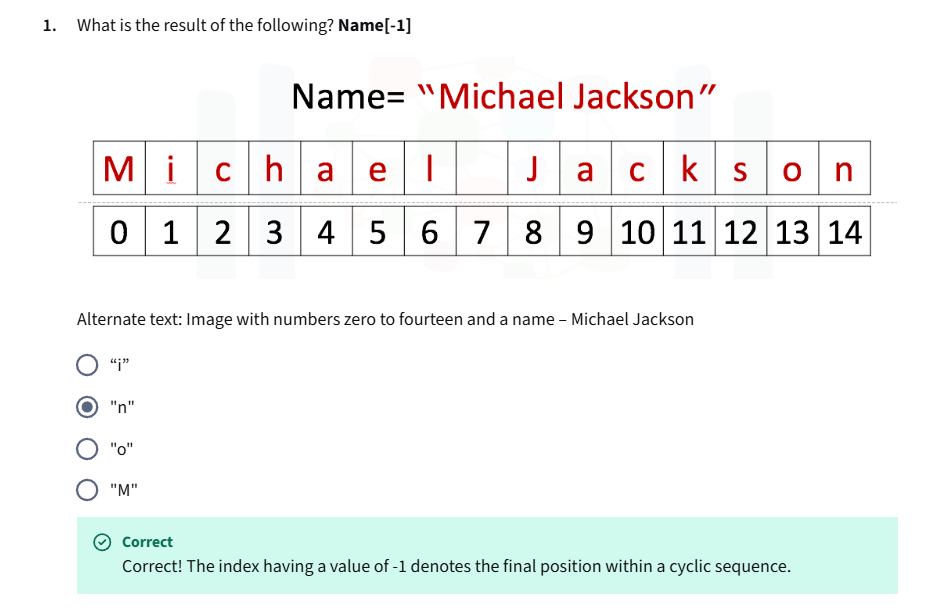 1. What is the result of the following? Name[-1]
Name= “Michael Jackson”
M i c h a e l J a c k s o n
0 1 2 3 4 5 6 7 8 9 10 11 12 13 14
Alternate text: Image with numbers zero to fourteen and a name – Michael Jackson
“i”
"n"
"o"
"M"
Correct
Correct! The index having a value of -1 denotes the final position within a cyclic sequence.